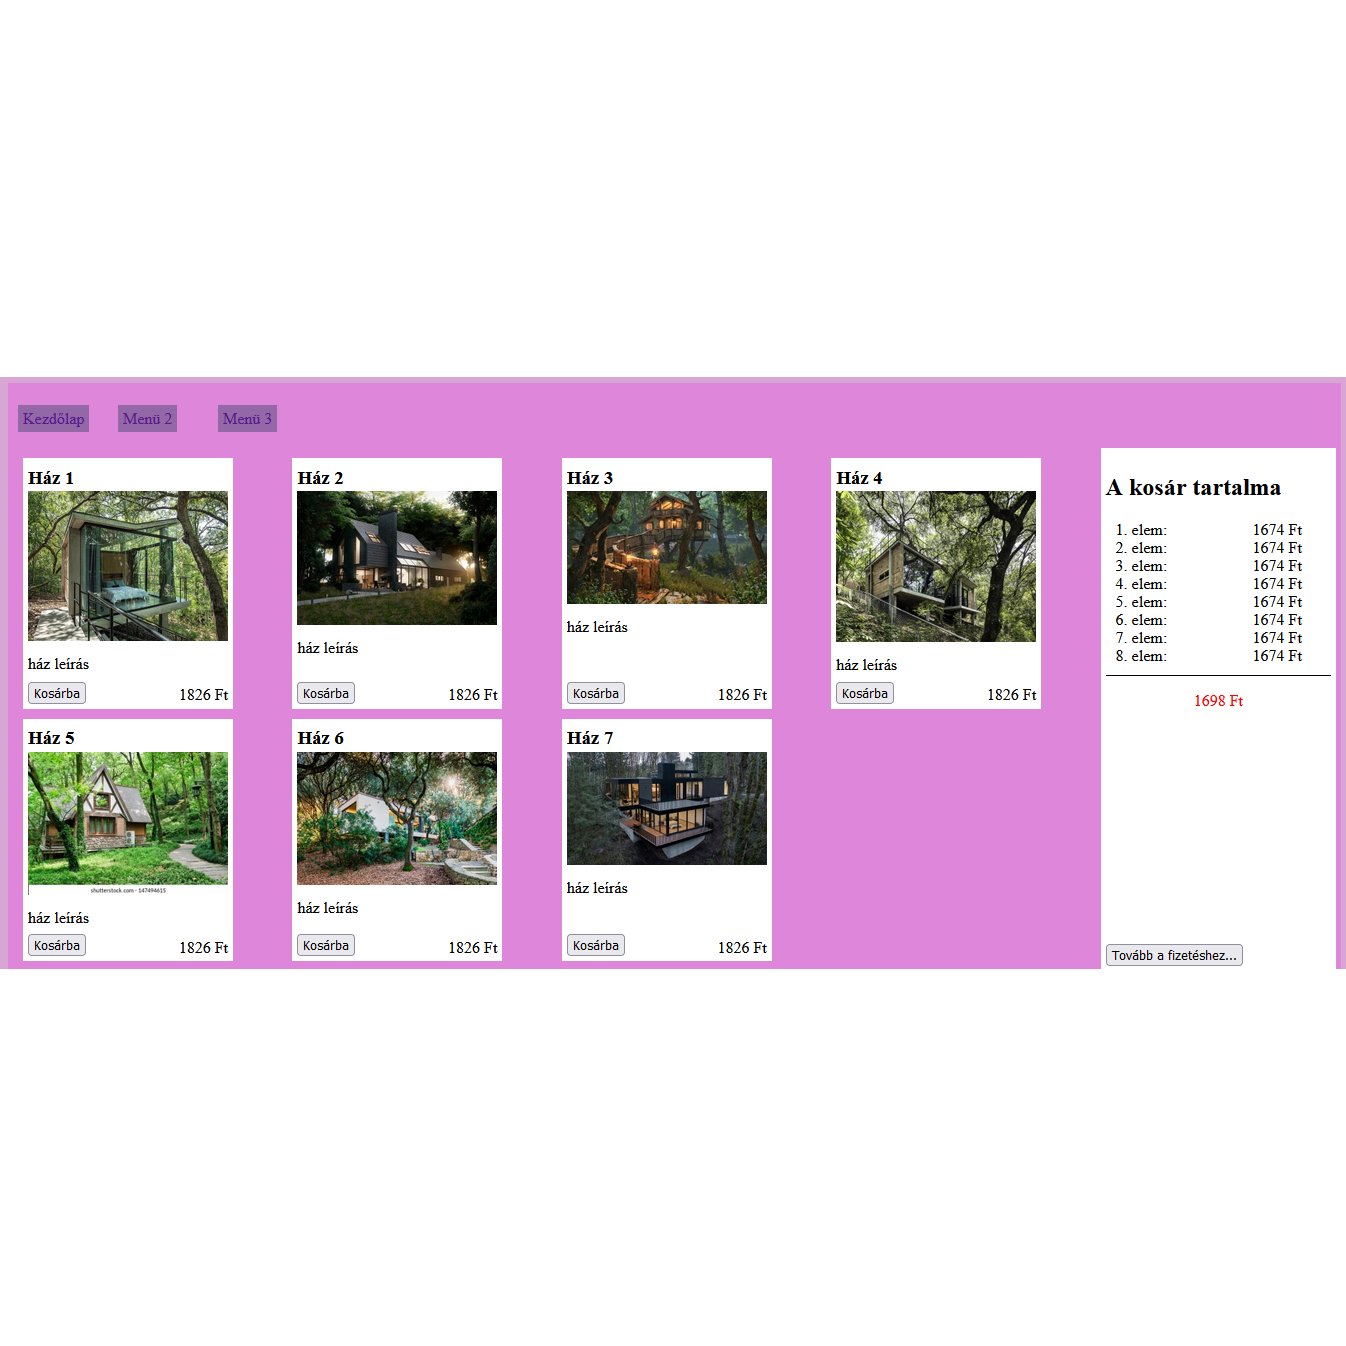 Kezdőlap Menü 2 Menü 3
Ház 1
ház leírás
Kosárba 1826 Ft
Ház 2
ház leírás
Kosárba 1826 Ft
Ház 3
ház leírás
Kosárba 1826 Ft
Ház 4
ház leírás
Kosárba 1826 Ft
Ház 5
shutterstock.com · 147494615
ház leírás
Kosárba 1826 Ft
Ház 6
ház leírás
Kosárba 1826 Ft
Ház 7
ház leírás
Kosárba 1826 Ft
A kosár tartalma
1. elem: 1674 Ft
2. elem: 1674 Ft
3. elem: 1674 Ft
4. elem: 1674 Ft
5. elem: 1674 Ft
6. elem: 1674 Ft
7. elem: 1674 Ft
8. elem: 1674 Ft
1698 Ft
Tovább a fizetéshez...